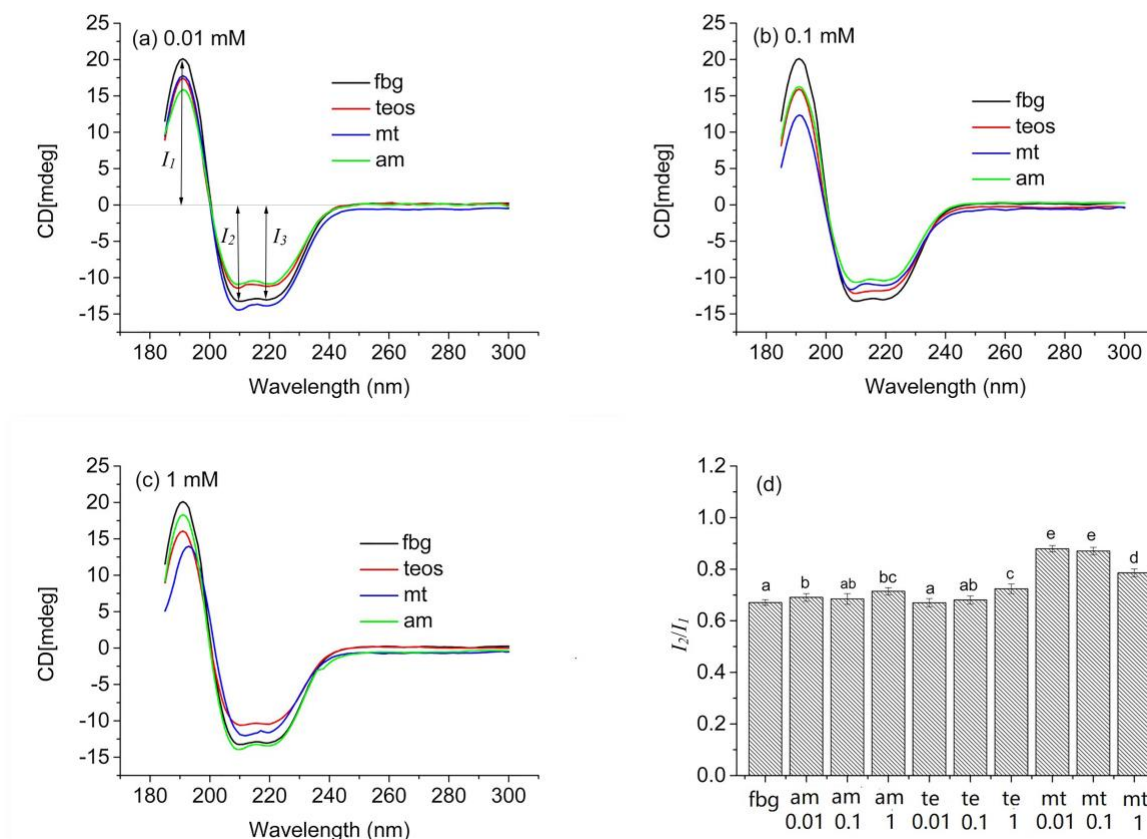 (a) 0.01 mM
25
20
15
10
5
0
-5
-10
-15
CD[mdeg]
fbg
teos
mt
am
I1
I2
I3
180 200 220 240 260 280 300
Wavelength (nm)
(b) 0.1 mM
25
20
15
10
5
0
-5
-10
-15
CD[mdeg]
fbg
teos
mt
am
180 200 220 240 260 280 300
Wavelength (nm)
(c) 1 mM
25
20
15
10
5
0
-5
-10
-15
CD[mdeg]
fbg
teos
mt
am
180 200 220 240 260 280 300
Wavelength (nm)
(d)
1.2
1.0
0.8
0.6
0.4
0.2
0.0
I2/I1
a b ab bc a ab c e e d
fbg am am am te te te mt mt mt
0.01 0.1 1 0.01 0.1 1 0.01 0.1 1